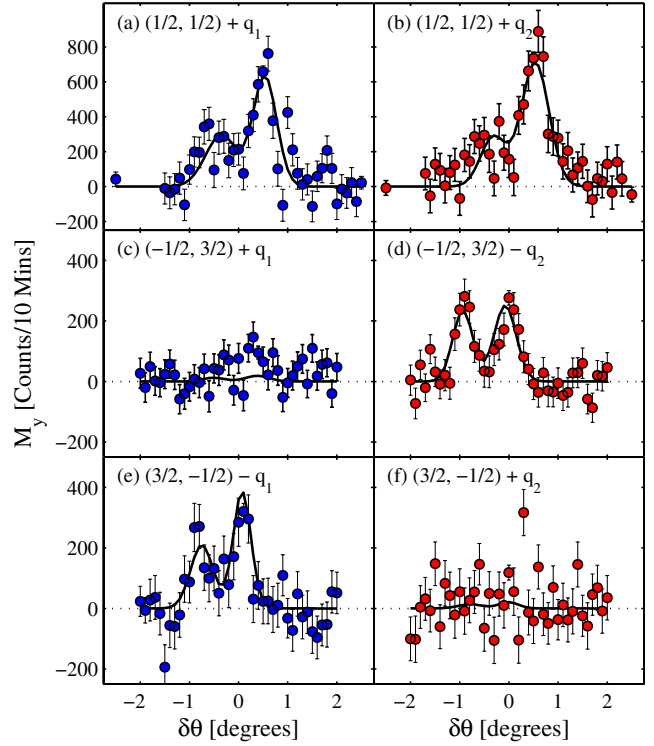 (a) (1/2, 1/2) + q1
(b) (1/2, 1/2) + q2
800
600
400
200
0
−200
(c) (−1/2, 3/2) + q1
(d) (−1/2, 3/2) − q2
400
200
0
−200
My [Counts/10 Mins]
(e) (3/2, −1/2) − q1
(f) (3/2, −1/2) + q2
400
200
0
−200
−2 −1 0 1 2
−2 −1 0 1 2
δθ [degrees]
δθ [degrees]